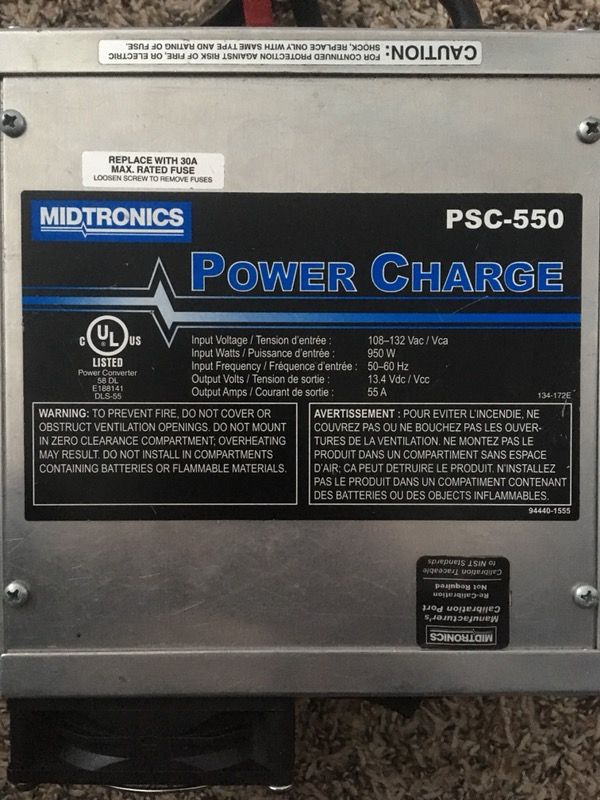 CAUTION:
FOR CONTINUED PROTECTION AGAINST RISK OF FIRE, OR ELECTRIC
SHOCK, REPLACE ONLY WITH SAME TYPE AND RATING OF FUSE.
REPLACE WITH 30A
MAX. RATED FUSE
LOOSEN SCREW TO REMOVE FUSES
MIDTRONICS
PSC-550
POWER CHARGE
C UL US
LISTED
Power Converter
58 DL
E188141
DLS-55
Input Voltage / Tension d'entrée : 108–132 Vac / Vca
Input Watts / Puissance d'entrée : 950 W
Input Frequency / Fréquence d'entrée : 50–60 Hz
Output Volts / Tension de sortie : 13.4 Vdc / Vcc
Output Amps / Courant de sortie : 55 A
134-172E
WARNING: TO PREVENT FIRE, DO NOT COVER OR
OBSTRUCT VENTILATION OPENINGS. DO NOT MOUNT
IN ZERO CLEARANCE COMPARTMENT; OVERHEATING
MAY RESULT. DO NOT INSTALL IN COMPARTMENTS
CONTAINING BATTERIES OR FLAMMABLE MATERIALS.
AVERTISSEMENT : POUR EVITER L'INCENDIE, NE
COUVREZ PAS OU NE BOUCHEZ PAS LES OUVER-
TURES DE LA VENTILATION. NE MONTEZ PAS LE
PRODUIT DANS UN COMPARTIMENT SANS ESPACE
D'AIR; CA PEUT DETRUIRE LE PRODUIT. N'INSTALLEZ
PAS LE PRODUIT DANS UN COMPATIMENT CONTENANT
DES BATTERIES OU DES OBJECTS INFLAMMABLES.
94440-1555
MIDTRONICS
Manufacturer's
Calibration Port
Re-Calibration
Not Required
Calibration Traceable
to NIST Standards